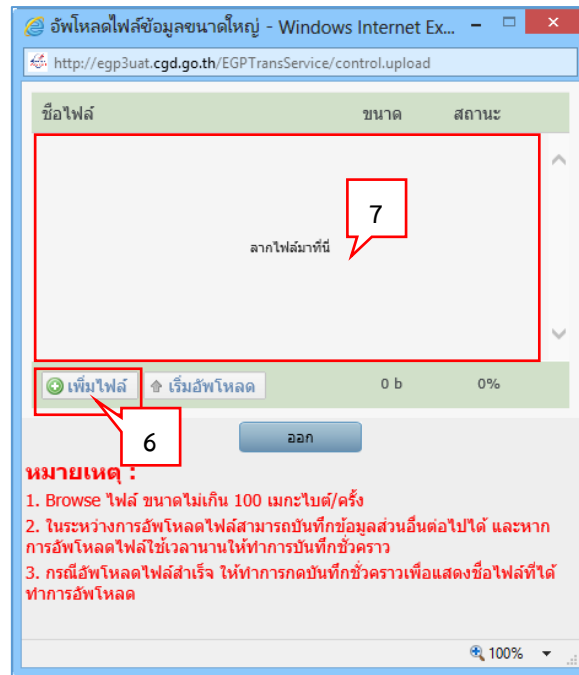 อัพโหลดไฟล์ข้อมูลขนาดใหญ่ - Windows Internet Ex...
http://egp3uat.cgd.go.th/EGPTransService/control.upload
ชื่อไฟล์ ขนาด สถานะ
7
ลากไฟล์มาที่นี่
เพิ่มไฟล์ เริ่มอัพโหลด 0 b 0%
6
ออก
หมายเหตุ :
1. Browse ไฟล์ ขนาดไม่เกิน 100 เมกะไบต์/ครั้ง
2. ในระหว่างการอัพโหลดไฟล์สามารถบันทึกข้อมูลส่วนอื่นต่อไปได้ และหาก
การอัพโหลดไฟล์ใช้เวลานานให้ทำการบันทึกชั่วคราว
3. กรณีอัพโหลดไฟล์สำเร็จ ให้ทำการกดบันทึกชั่วคราวเพื่อแสดงชื่อไฟล์ที่ได้
ทำการอัพโหลด
100%